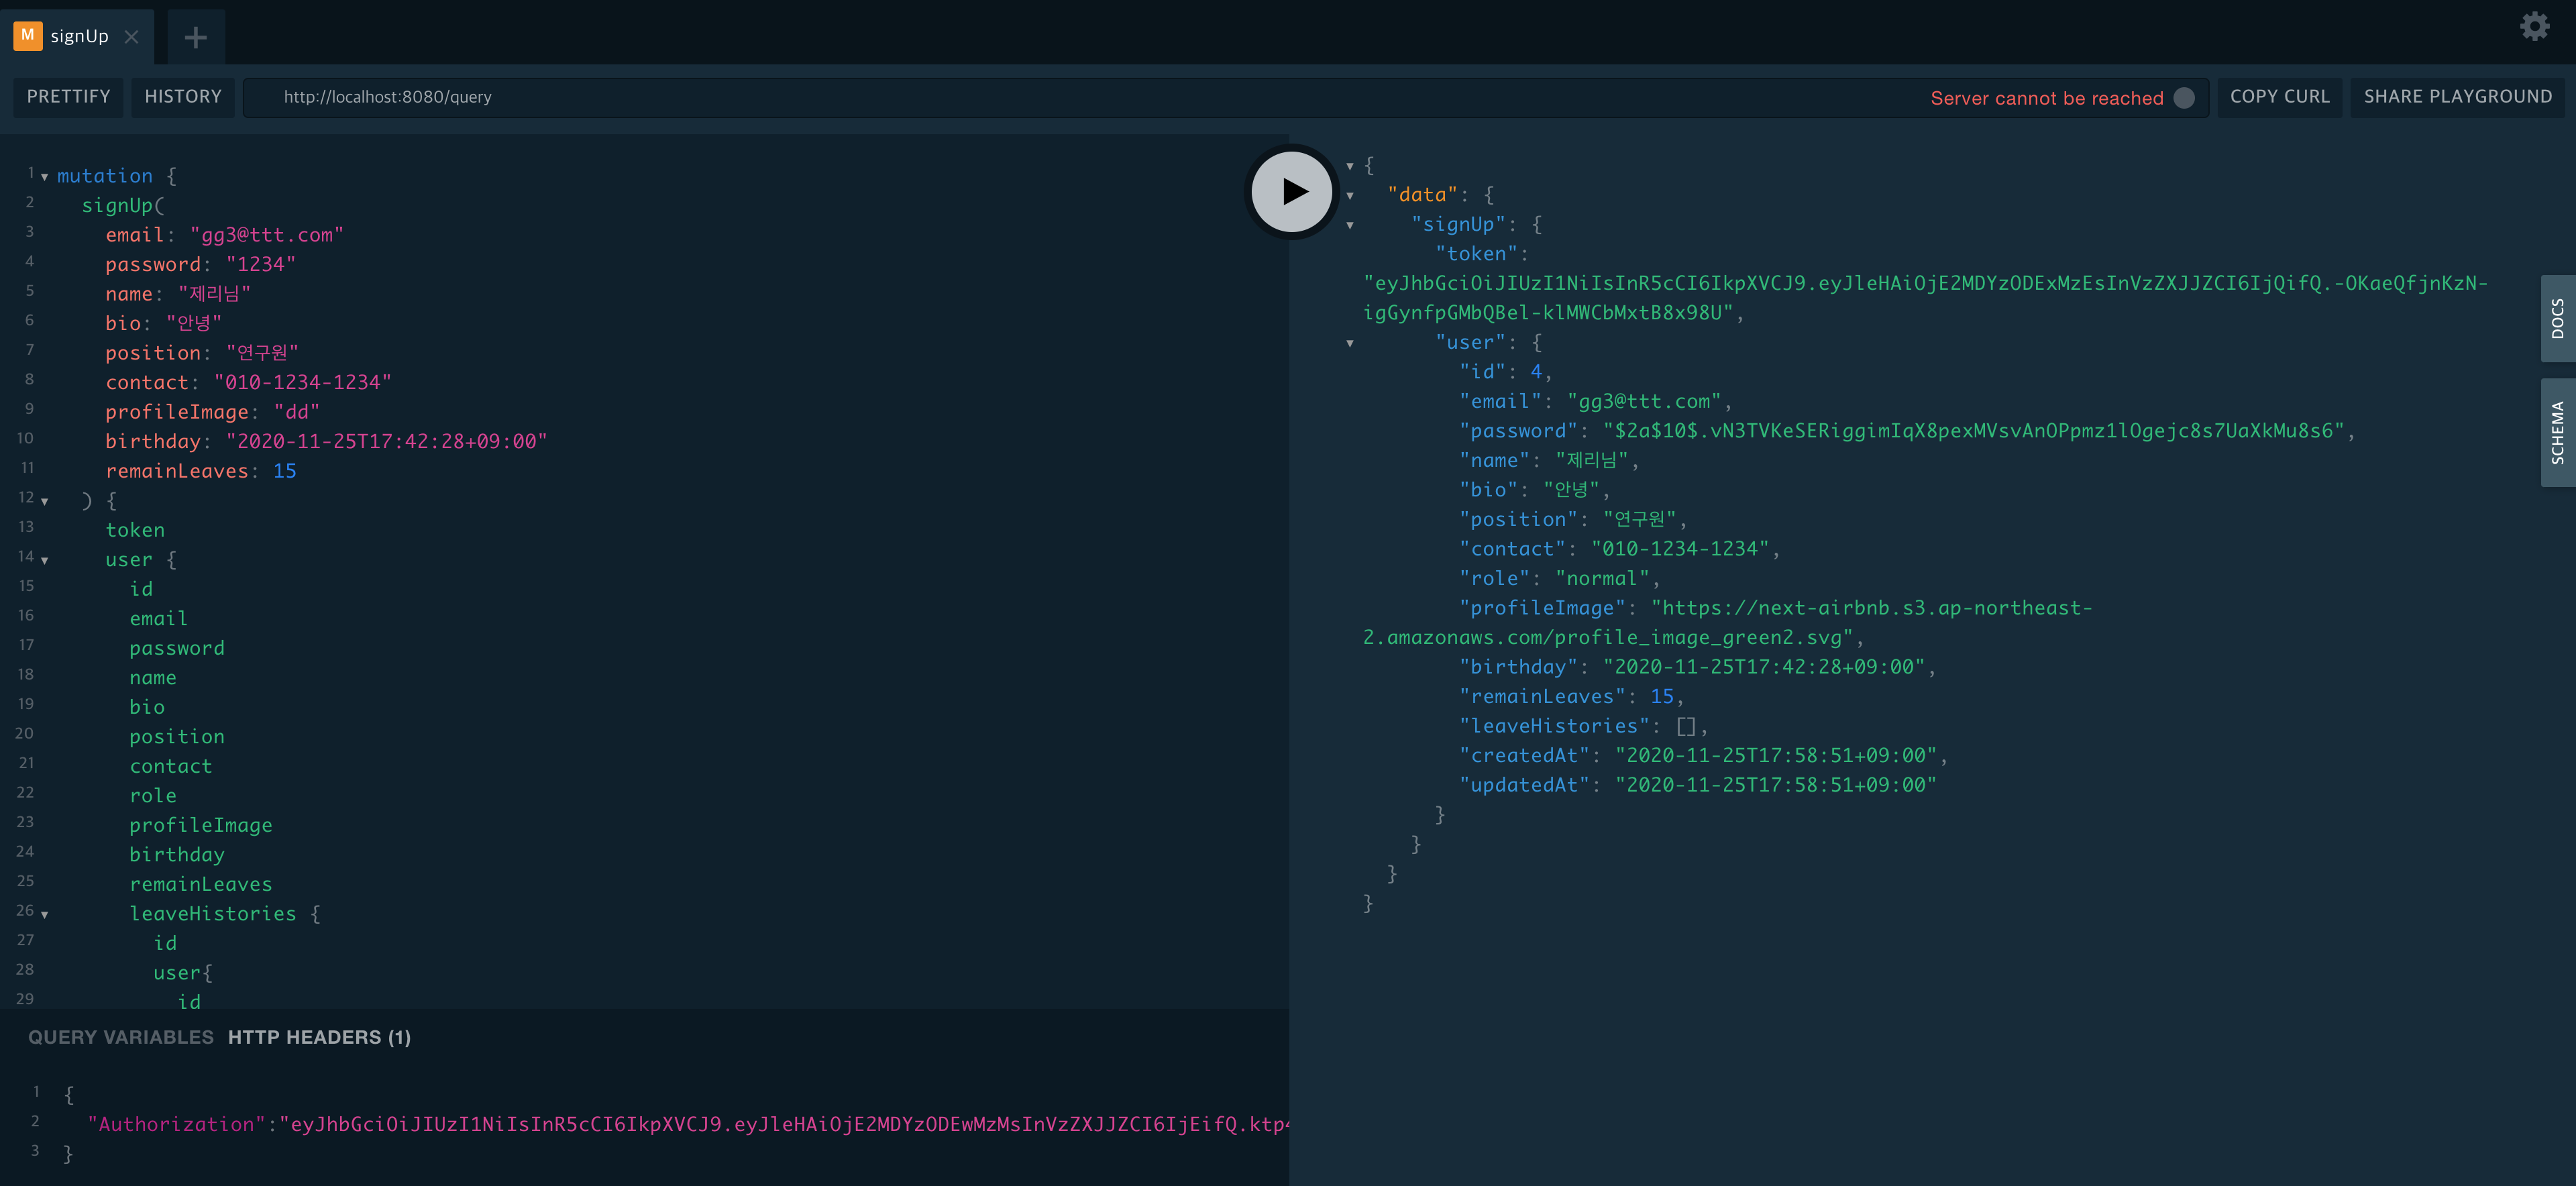 M signUp
PRETTIFY HISTORY http://localhost:8080/query Server cannot be reached COPY CURL SHARE PLAYGROUND
1 mutation {
2 signUp(
3 email: "gg3@ttt.com"
4 password: "1234"
5 name: "제리님"
6 bio: "안녕"
7 position: "연구원"
8 contact: "010-1234-1234"
9 profileImage: "dd"
10 birthday: "2020-11-25T17:42:28+09:00"
11 remainLeaves: 15
12 ) {
13 token
14 user {
15 id
16 email
17 password
18 name
19 bio
20 position
21 contact
22 role
23 profileImage
24 birthday
25 remainLeaves
26 leaveHistories {
27 id
28 user{
29 id
QUERY VARIABLES HTTP HEADERS (1)
1 {
2 "Authorization":"eyJhbGciOiJIUzI1NiIsInR5cCI6IkpXVCJ9.eyJleHAiOjE2MDYzODEwMzMsInVzZXJJZCI6IjEifQ.ktp4
3 }
{
"data": {
"signUp": {
"token":
"eyJhbGciOiJIUzI1NiIsInR5cCI6IkpXVCJ9.eyJleHAiOjE2MDYzODExMzEsInVzZXJJZCI6IjQifQ.-OKaeQfjnKzN-
igGynfpGMbQBel-klMWCbMxtB8x98U",
"user": {
"id": 4,
"email": "gg3@ttt.com",
"password": "$2a$10$.vN3TVKeSERiggimIqX8pexMVsvAnOPpmz1lOgejc8s7UaXkMu8s6",
"name": "제리님",
"bio": "안녕",
"position": "연구원",
"contact": "010-1234-1234",
"role": "normal",
"profileImage": "https://next-airbnb.s3.ap-northeast-
2.amazonaws.com/profile_image_green2.svg",
"birthday": "2020-11-25T17:42:28+09:00",
"remainLeaves": 15,
"leaveHistories": [],
"createdAt": "2020-11-25T17:58:51+09:00",
"updatedAt": "2020-11-25T17:58:51+09:00"
}
}
}
}
DOCS
SCHEMA